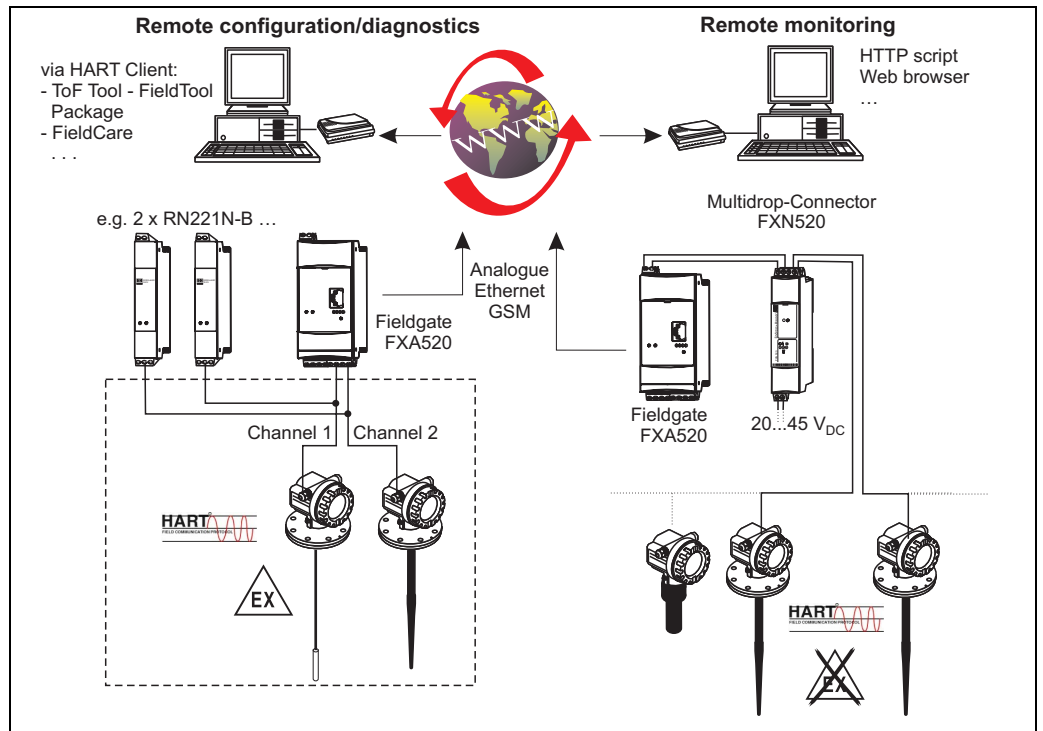 Remote configuration/diagnostics
via HART Client:
- ToF Tool - FieldTool
Package
- FieldCare
. . .
Remote monitoring
HTTP script
Web browser
...
WWW
e.g. 2 x RN221N-B ...
Analogue
Ethernet
GSM
Fieldgate
FXA520
Multidrop-Connector
FXN520
Fieldgate
FXA520
20...45 VDC
Channel 1
Channel 2
HART
FIELD COMMUNICATION PROTOCOL
EX
HART
FIELD COMMUNICATION PROTOCOL
EX